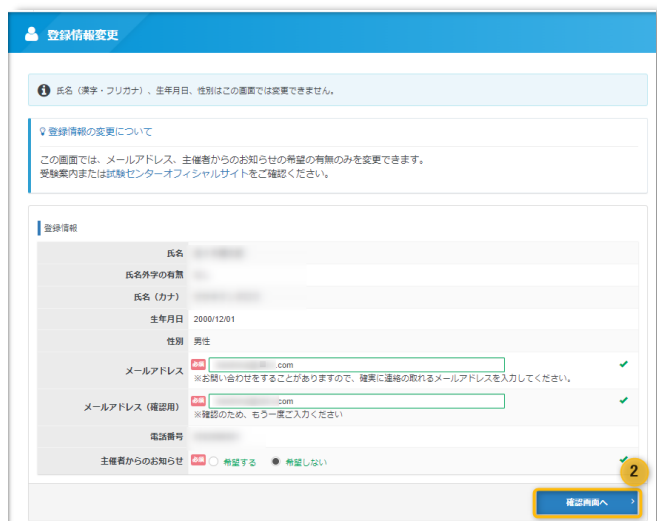 登録情報変更
氏名（漢字・フリガナ）、生年月日、性別はこの画面では変更できません。
登録情報の変更について
この画面では、メールアドレス、主催者からのお知らせの希望の有無のみを変更できます。
受験案内または試験センターオフィシャルサイトをご確認ください。
登録情報
氏名
氏名外字の有無
氏名（カナ）
生年月日 2000/12/01
性別 男性
メールアドレス 必須 .com
※お問い合わせをすることがありますので、確実に連絡の取れるメールアドレスを入力してください。
メールアドレス（確認用） 必須 com
※確認のため、もう一度ご入力ください
電話番号
主催者からのお知らせ 必須 希望する 希望しない
2
確認画面へ